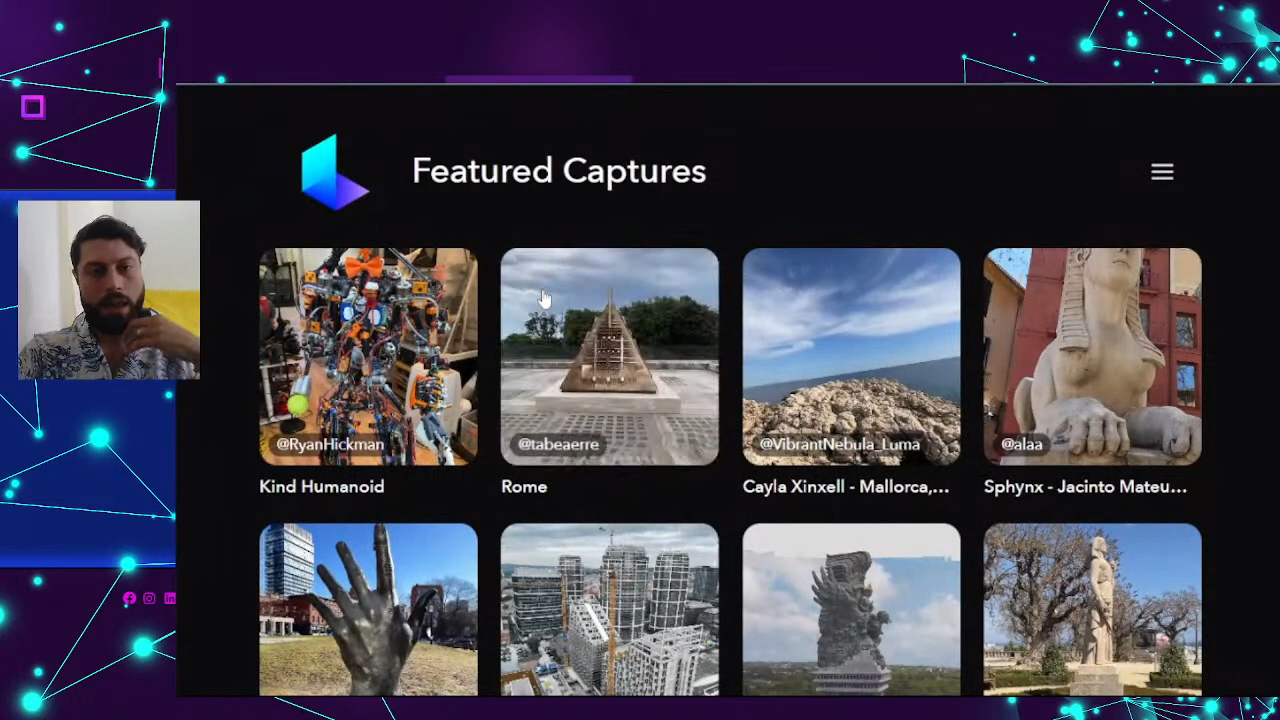 Featured Captures
@RyanHickman
@tabeaerre
@VibrantNebula_Luma
@alaa
Kind Humanoid
Rome
Cayla Xinxell - Mallorca,...
Sphynx - Jacinto Mateu...